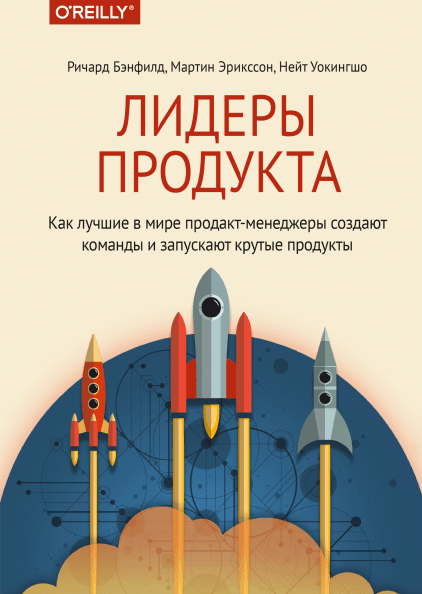 O'REILLY®
Ричард Бэнфилд, Мартин Эрикссон, Нейт Уокингшо
ЛИДЕРЫ
ПРОДУКТА
Как лучшие в мире продакт-менеджеры создают
команды и запускают крутые продукты